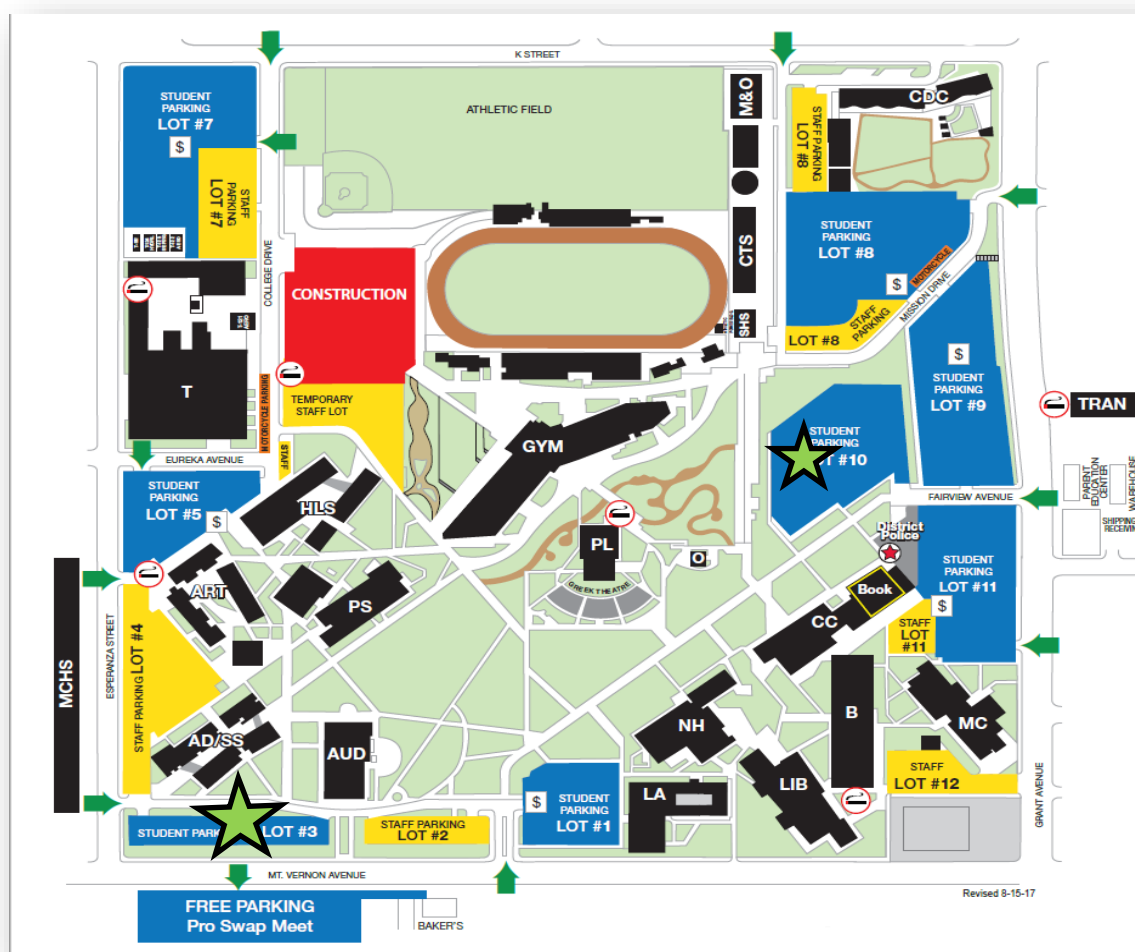 K STREET
STUDENT
PARKING
LOT #7
$
STAFF
PARKING
LOT #7
COLLEGE DRIVE
ATHLETIC FIELD
M&O
CTS
SHS
STAFF PARKING
LOT #8
CDC
STUDENT
PARKING
LOT #8
$
MOTORCYCLE
MISSION DRIVE
STAFF
PARKING
LOT #8
CONSTRUCTION
T
MOTORCYCLE PARKING
TEMPORARY
STAFF LOT
STAFF
EUREKA AVENUE
$
STUDENT
PARKING
LOT #9
TRAN
GYM
STUDENT
PARKING
#10
STUDENT
PARKING
LOT #5
$
HLS
FAIRVIEW AVENUE
PARENT
EDUCATION
CENTER
WAREHOUSE
SHIPPING
District
Police
PL
O
GREEK THEATRE
STUDENT
PARKING
LOT #11
$
ART
PS
Book
CC
STAFF
LOT
#11
MCHS
ESPERANZA STREET
STAFF PARKING LOT #4
AD/SS
AUD
NH
B
MC
LIB
LA
STAFF
LOT #12
GRANT AVENUE
STUDENT
LOT #3
STAFF PARKING
LOT #2
$
STUDENT
PARKING
LOT #1
MT. VERNON AVENUE
Revised 8-15-17
FREE PARKING
Pro Swap Meet
BAKER'S